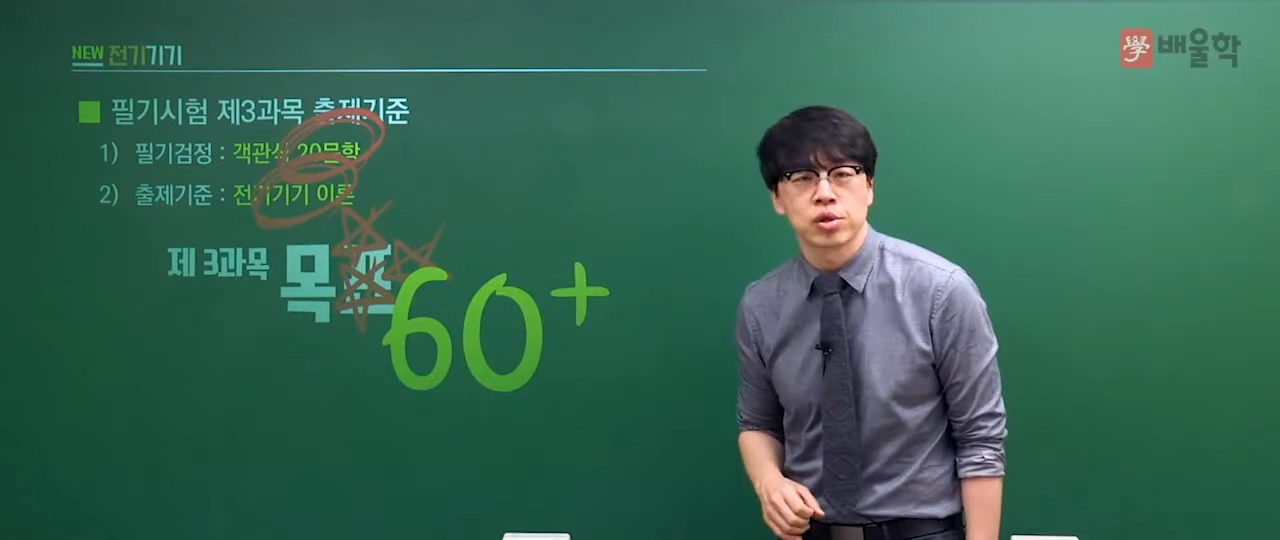 NEW 전기기기
學 배울학
■ 필기시험 제3과목 출제기준
1) 필기검정 : 객관식 20문항
2) 출제기준 : 전기기기 이론
제 3과목 목표
60+